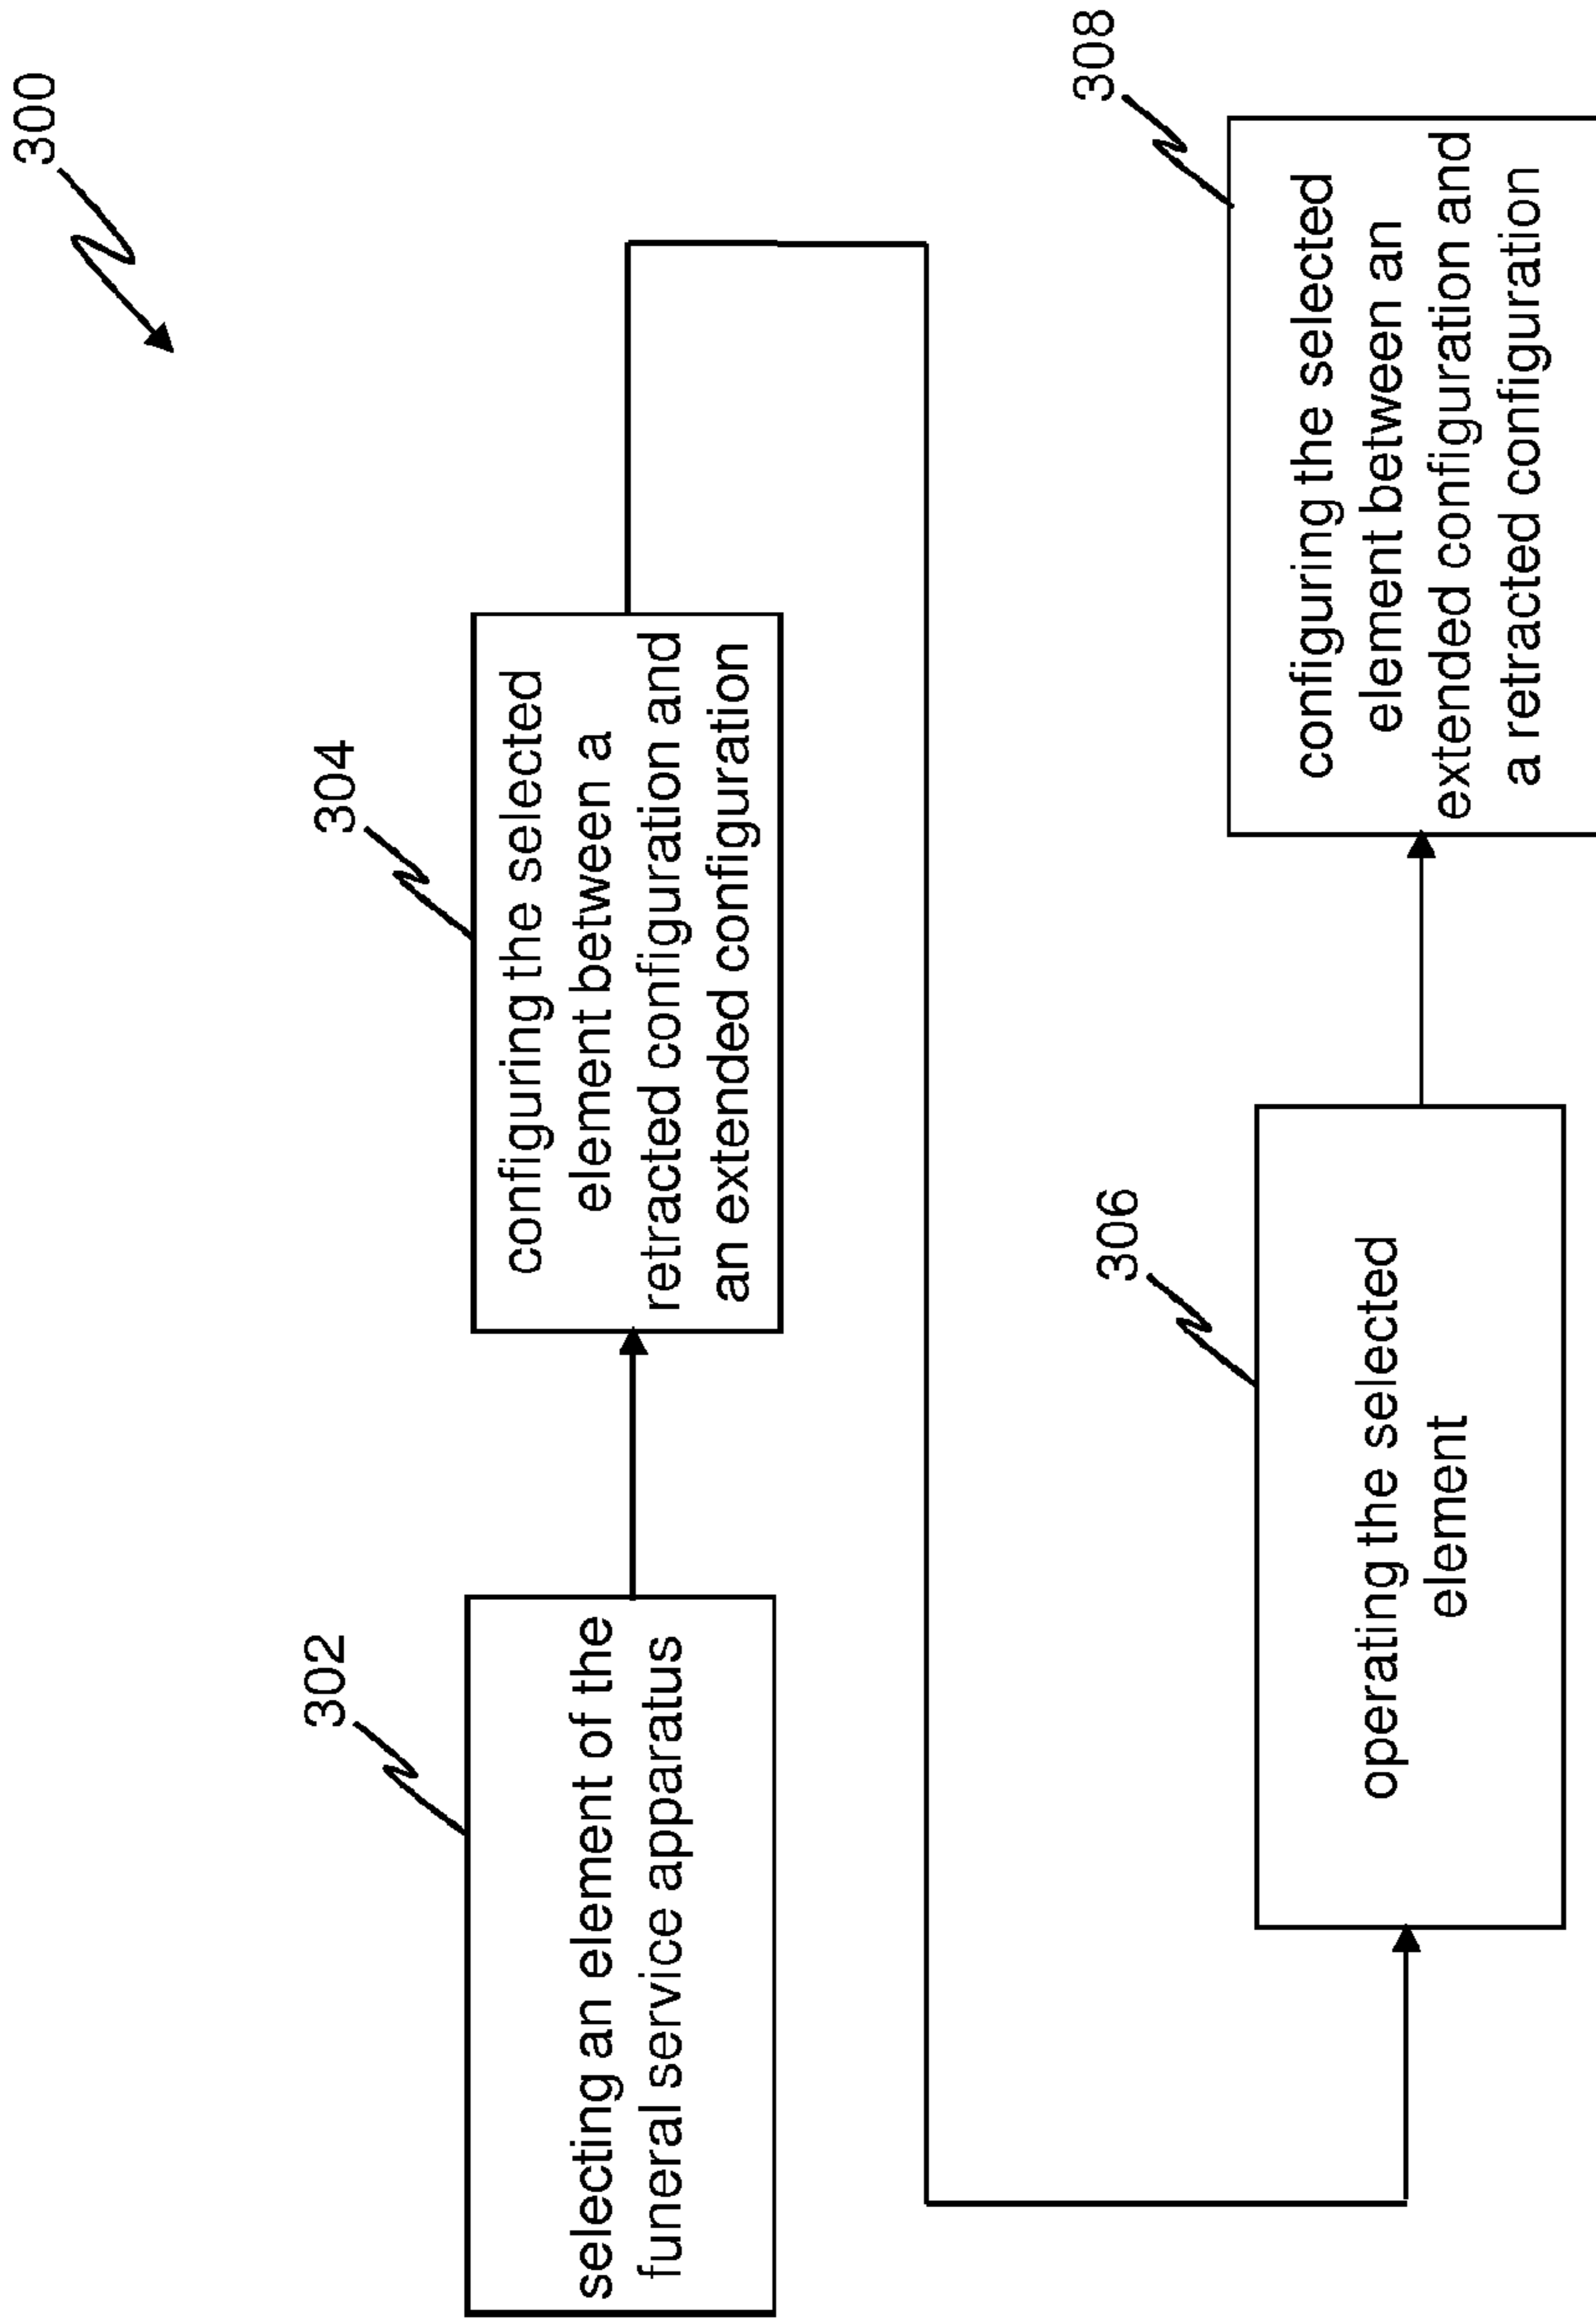 300
302
selecting an element of the
funeral service apparatus
304
configuring the selected
element between a
retracted configuration and
an extended configuration
306
operating the selected
element
308
configuring the selected
element between an
extended configuration and
a retracted configuration